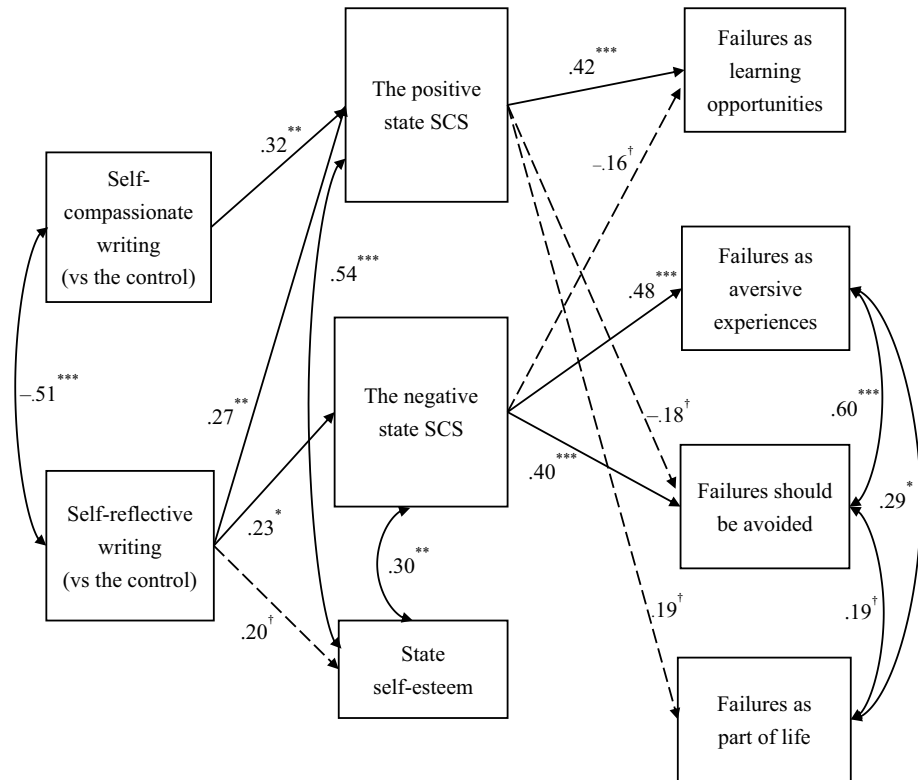 The positive
state SCS
Failures as
learning
opportunities
.42***
.32**
–.16†
Self-
compassionate
writing
(vs the control)
.54***
Failures as
aversive
experiences
.48***
–.51***
.27**
The negative
state SCS
–.18†
.60***
.40***
Self-reflective
writing
(vs the control)
.23*
Failures should
be avoided
.29*
.30**
.20†
.19†
.19†
State
self-esteem
Failures as
part of life